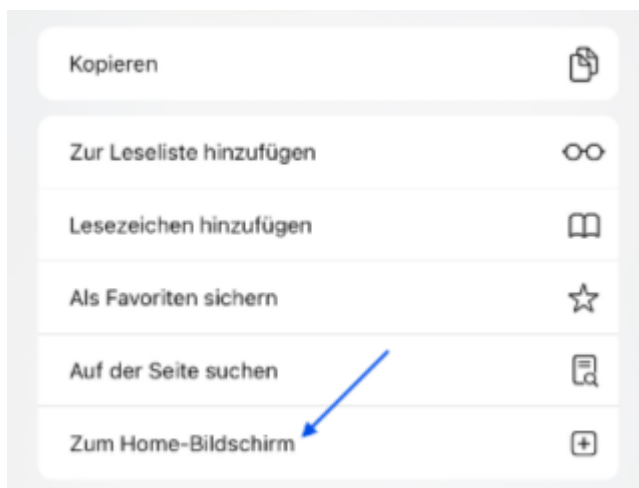 Kopieren
Zur Leseliste hinzufügen
Lesezeichen hinzufügen
Als Favoriten sichern
Auf der Seite suchen
Zum Home-Bildschirm